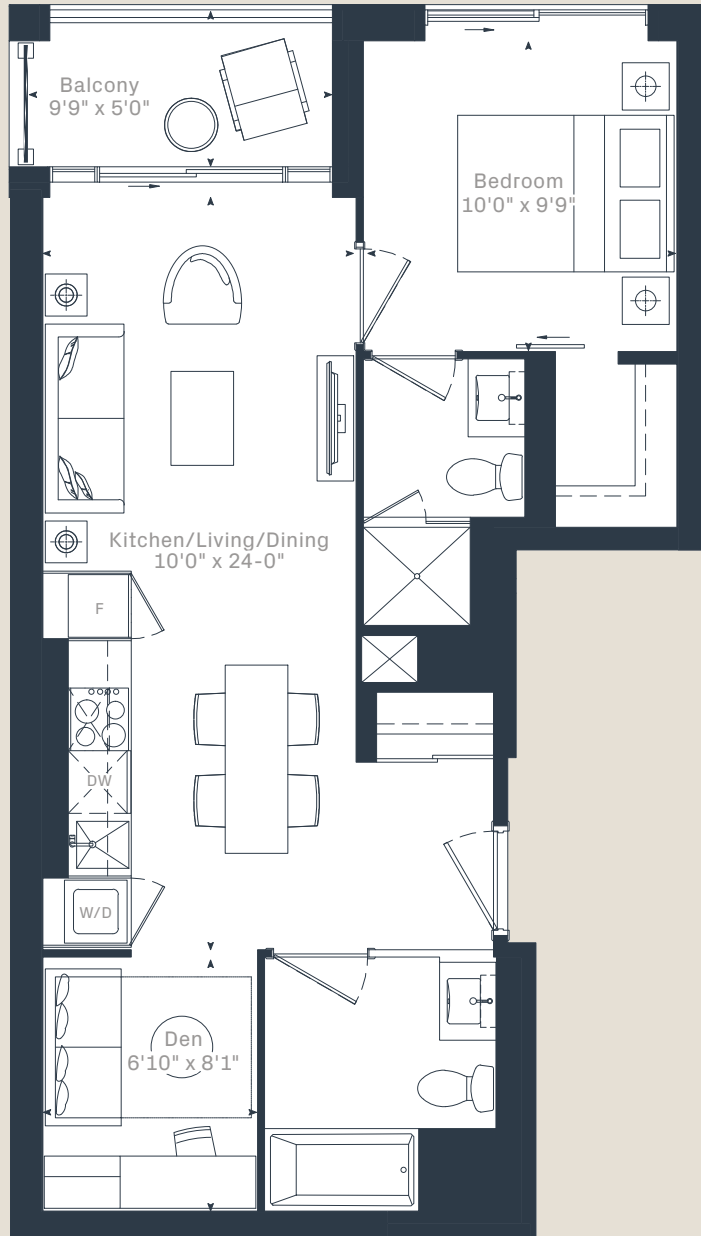 Balcony
9'9" x 5'0"
Bedroom
10'0" x 9'9"
Kitchen/Living/Dining
10'0" x 24-0"
F
DW
W/D
Den
6'10" x 8'1"